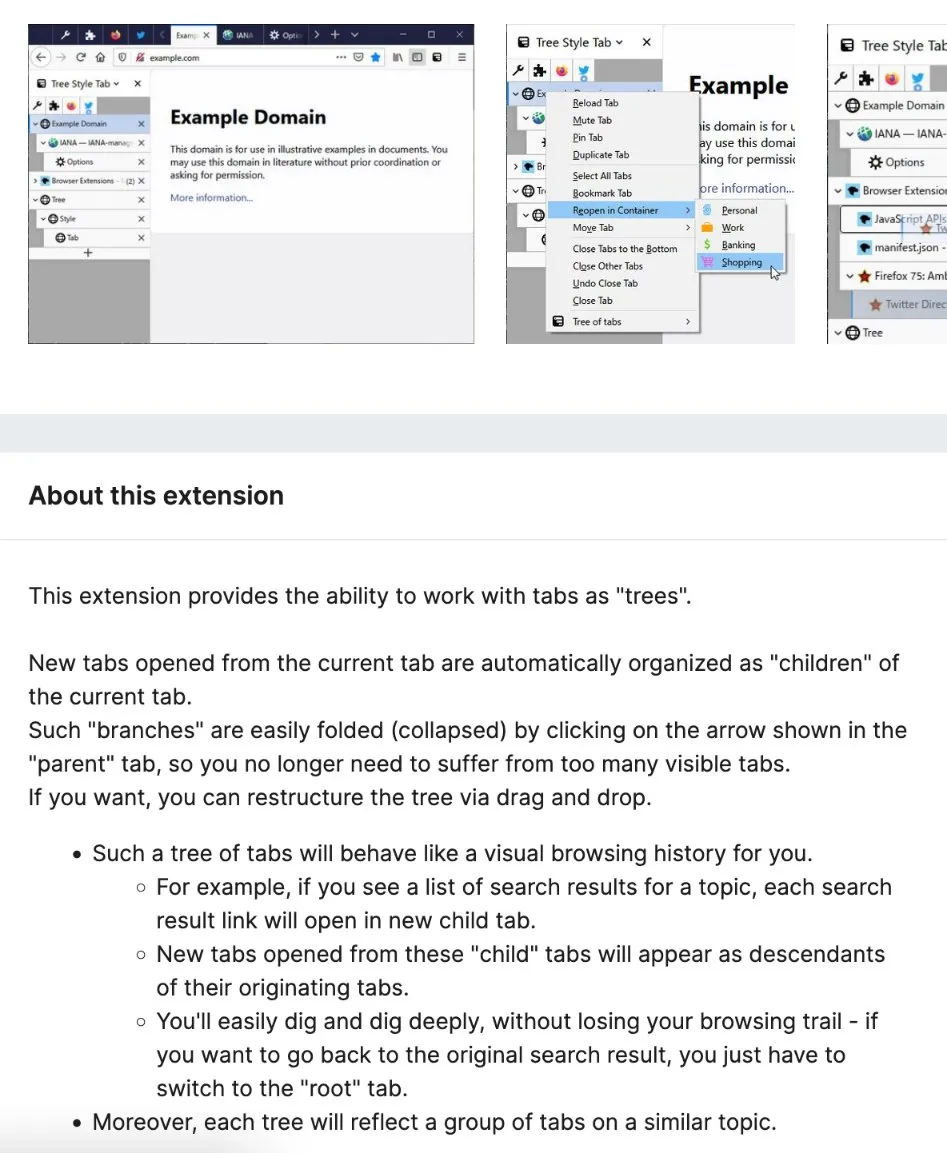 Examp
IANA
Optio
example.com
Tree Style Tab
Example Domain
IANA — IANA-manag
Options
Browser Extensions - (2)
Tree
Style
Tab
Example Domain
This domain is for use in illustrative examples in documents. You
may use this domain in literature without prior coordination or
asking for permission.
More information...
Tree Style Tab
Ex
Br
Tr
Example
his domain is for u
ay use this domai
king for permissic
ore information...
Reload Tab
Mute Tab
Pin Tab
Duplicate Tab
Select All Tabs
Bookmark Tab
Reopen in Container
Move Tab
Close Tabs to the Bottom
Close Other Tabs
Undo Close Tab
Close Tab
Tree of tabs
Personal
Work
Banking
Shopping
Tree Style Tab
Example Domain
IANA — IANA-
Options
Browser Extension
JavaScript APIs
Tw
manifest.json -
Firefox 75: Amb
Twitter Direc
Tree
About this extension
This extension provides the ability to work with tabs as "trees".
New tabs opened from the current tab are automatically organized as "children" of
the current tab.
Such "branches" are easily folded (collapsed) by clicking on the arrow shown in the
"parent" tab, so you no longer need to suffer from too many visible tabs.
If you want, you can restructure the tree via drag and drop.
• Such a tree of tabs will behave like a visual browsing history for you.
○ For example, if you see a list of search results for a topic, each search
result link will open in new child tab.
○ New tabs opened from these "child" tabs will appear as descendants
of their originating tabs.
○ You'll easily dig and dig deeply, without losing your browsing trail - if
you want to go back to the original search result, you just have to
switch to the "root" tab.
• Moreover, each tree will reflect a group of tabs on a similar topic.